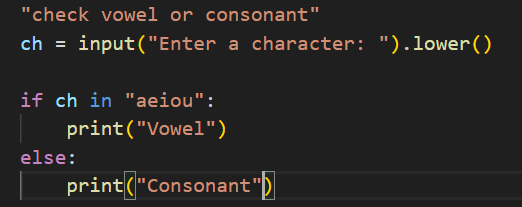 "check vowel or consonant"
ch = input("Enter a character: ").lower()
if ch in "aeiou":
    print("Vowel")
else:
    print("Consonant")